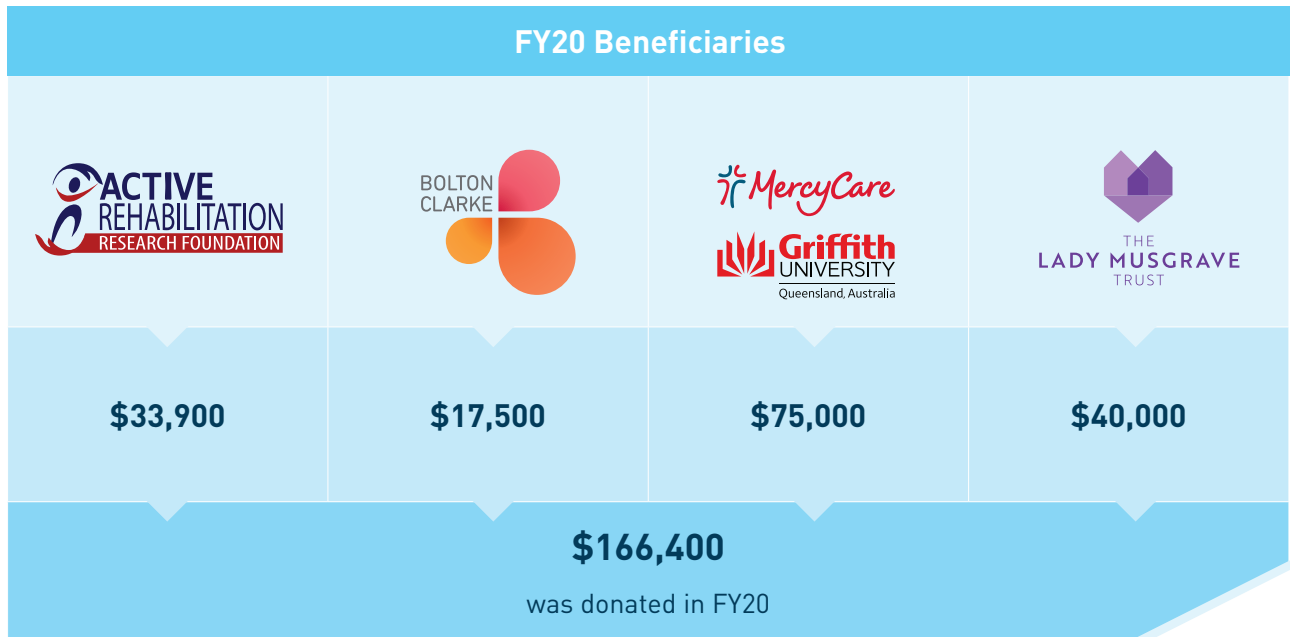 FY20 Beneficiaries
ACTIVE
REHABILITATION
RESEARCH FOUNDATION
BOLTON
CLARKE
MercyCare
Griffith
UNIVERSITY
Queensland, Australia
THE
LADY MUSGRAVE
TRUST
$33,900
$17,500
$75,000
$40,000
$166,400
was donated in FY20